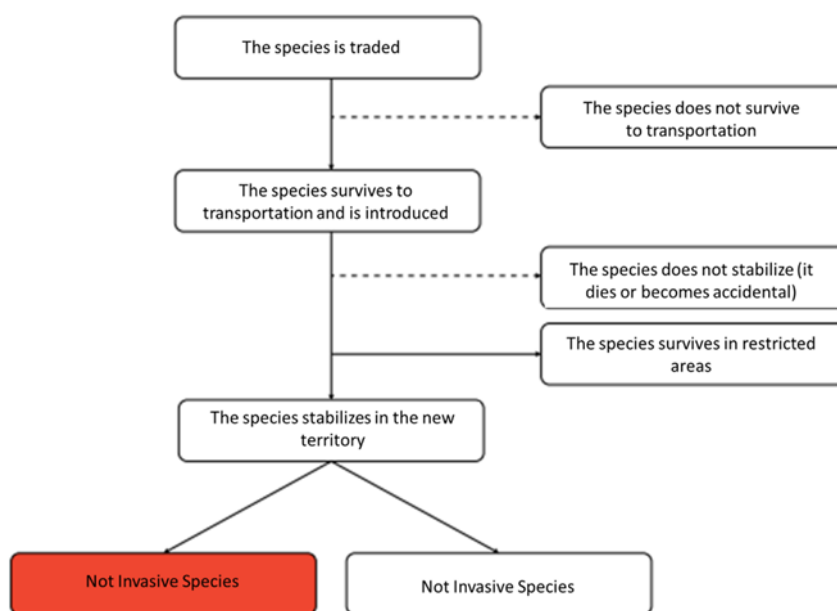 The species is traded
The species does not survive
to transportation
The species survives to
transportation and is introduced
The species does not stabilize (it
dies or becomes accidental)
The species survives in restricted
areas
The species stabilizes in the new
territory
Not Invasive Species
Not Invasive Species